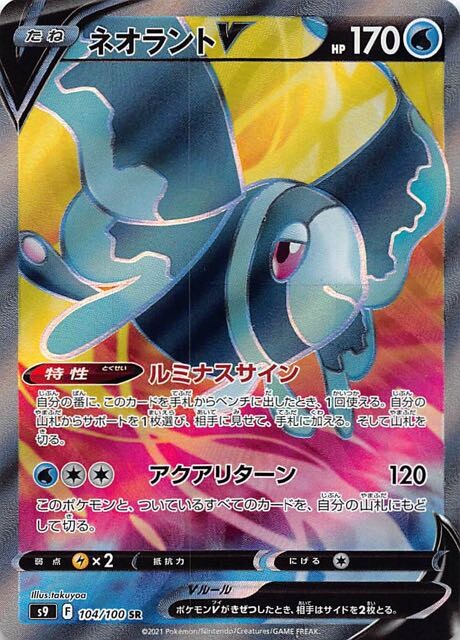 たね ネオラントV HP 170
特性 とくせい ルミナスサイン
自分の番に、このカードを手札からベンチに出したとき、1回使える。自分の
山札からサポートを1枚選び、相手に見せて、手札に加える。そして山札を
切る。
アクアリターン 120
このポケモンと、ついているすべてのカードを、自分の山札にもど
して切る。
弱点 ×2 抵抗力 にげる
Vルール
ポケモンVがきぜつしたとき、相手はサイドを2枚とる。
Illus.takuyoa
s9 F 104/100 SR
©2021 Pokémon/Nintendo/Creatures/GAME FREAK.